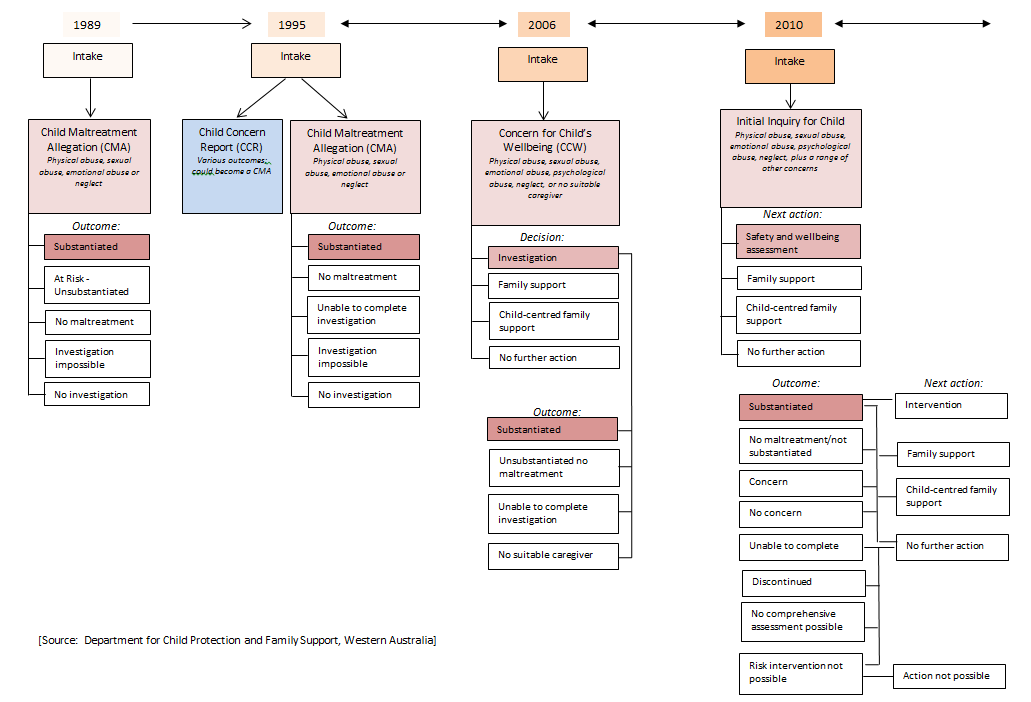 1989
1995
2006
2010
Intake
Intake
Intake
Intake
Child Maltreatment
Allegation (CMA)
Physical abuse, sexual
abuse, emotional abuse or
neglect
Outcome:
Substantiated
At Risk -
Unsubstantiated
No maltreatment
Investigation
impossible
No investigation
Child Concern
Report (CCR)
Various outcomes;,
could become a CMA
Child Maltreatment
Allegation (CMA)
Physical abuse, sexual
abuse, emotional abuse or
neglect
Outcome:
Substantiated
No maltreatment
Unable to complete
investigation
Investigation
impossible
No investigation
Concern for Child’s
Wellbeing (CCW)
Physical abuse, sexual abuse,
emotional abuse, psychological
abuse, neglect, or no suitable
caregiver
Decision:
Investigation
Family support
Child-centred family
support
No further action
Outcome:
Substantiated
Unsubstantiated no
maltreatment
Unable to complete
investigation
No suitable caregiver
Initial Inquiry for Child
Physical abuse, sexual abuse,
emotional abuse, psychological
abuse, neglect, plus a range of
other concerns
Next action:
Safety and wellbeing
assessment
Family support
Child-centred family
support
No further action
Outcome:
Substantiated
No maltreatment/not
substantiated
Concern
No concern
Unable to complete
Discontinued
No comprehensive
assessment possible
Risk intervention not
possible
Next action:
Intervention
Family support
Child-centred family
support
No further action
Action not possible
[Source: Department for Child Protection and Family Support, Western Australia]